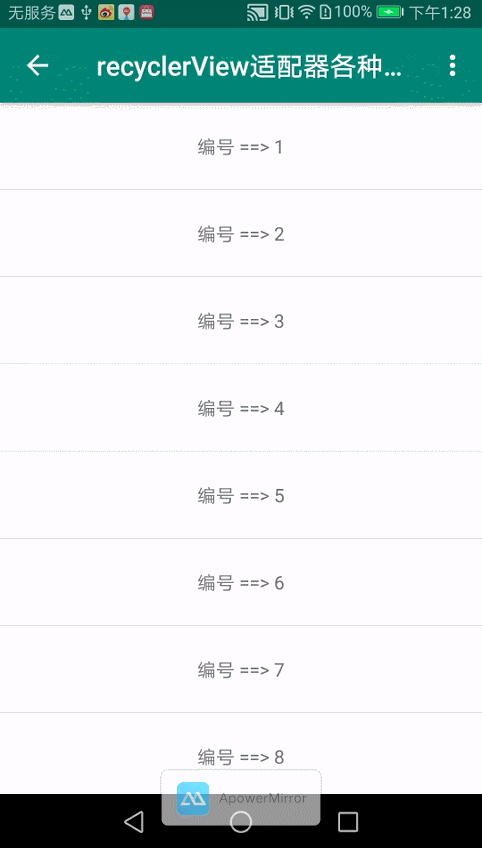 无服务 100% 下午1:28
recyclerView适配器各种...
编号 ==> 1
编号 ==> 2
编号 ==> 3
编号 ==> 4
编号 ==> 5
编号 ==> 6
编号 ==> 7
编号 ==> 8
ApowerMirror